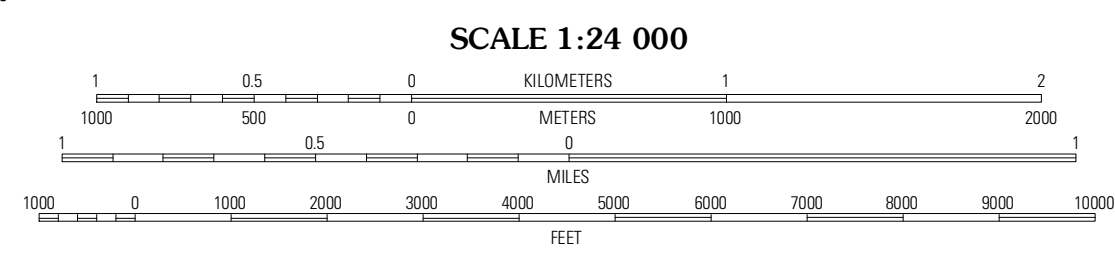 SCALE 1:24 000
1 0.5 0 KILOMETERS 1 2
1000 500 0 METERS 1000 2000
1 0.5 0 1
MILES
1000 0 1000 2000 3000 4000 5000 6000 7000 8000 9000 10000
FEET